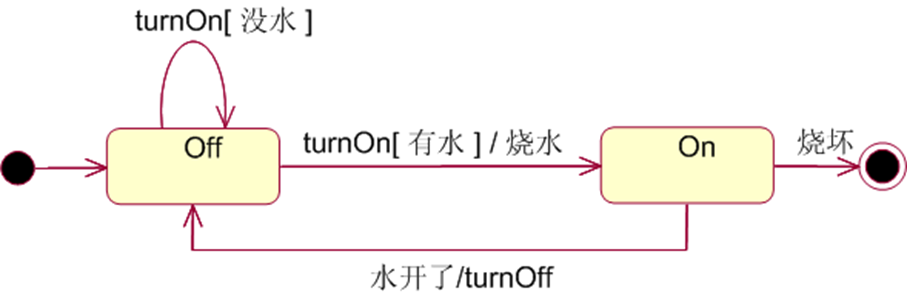 turnOn[ 没水 ]
Off
turnOn[ 有水 ] / 烧水
On
烧坏
水开了/turnOff